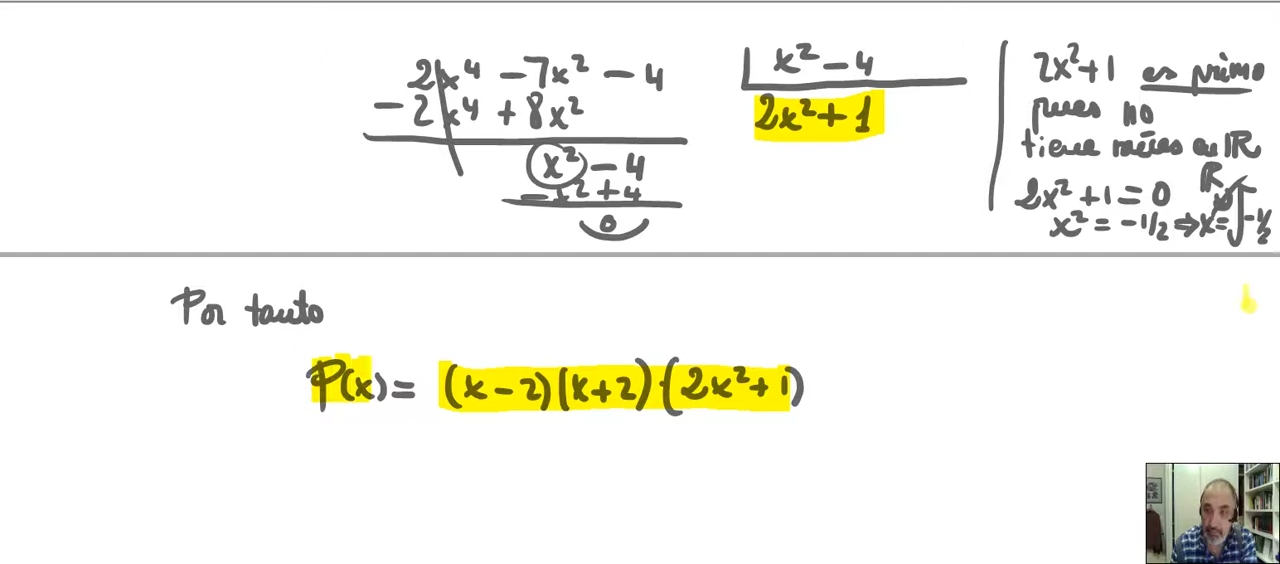 2x⁴ - 7x² - 4
x² - 4
- 2x⁴ + 8x²
2x² + 1
x² - 4
- x² + 4
0
2x²+1 es primo
pues no
tiene raíces en ℝ
2x² + 1 = 0
x² = -1/2 ⇒ x = √-1/2
ℝ
Por tanto
P(x) = (x-2)(x+2)·(2x²+1)